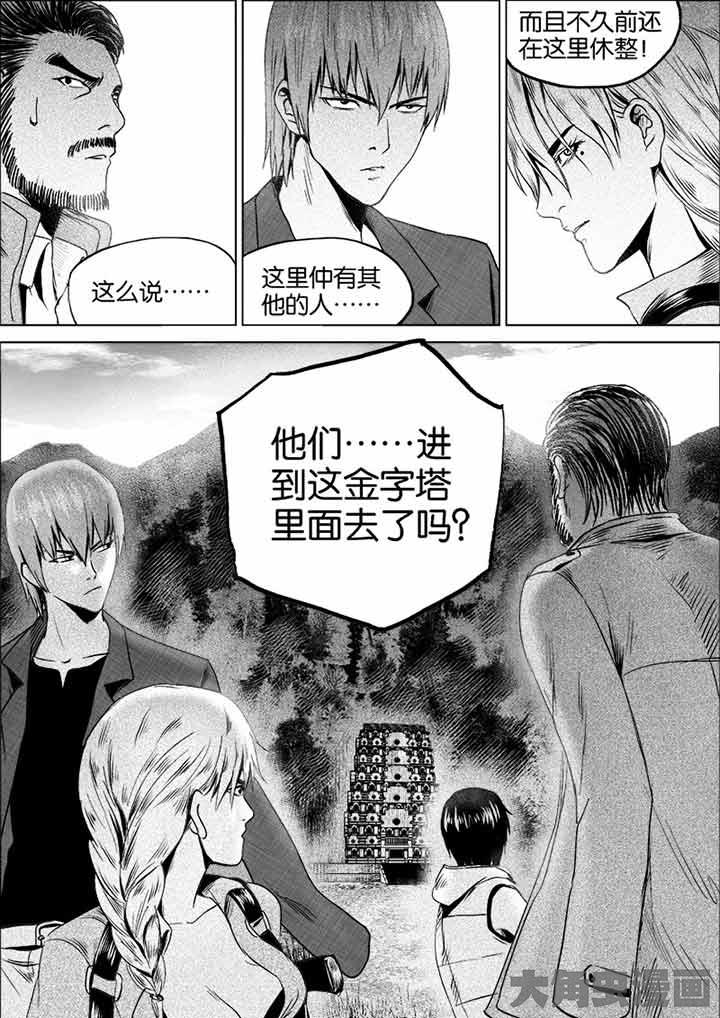 这么说……
这里仲有其
他的人……
而且不久前还
在这里休整！
他们……进
到这金字塔
里面去了吗？
大角虫漫画